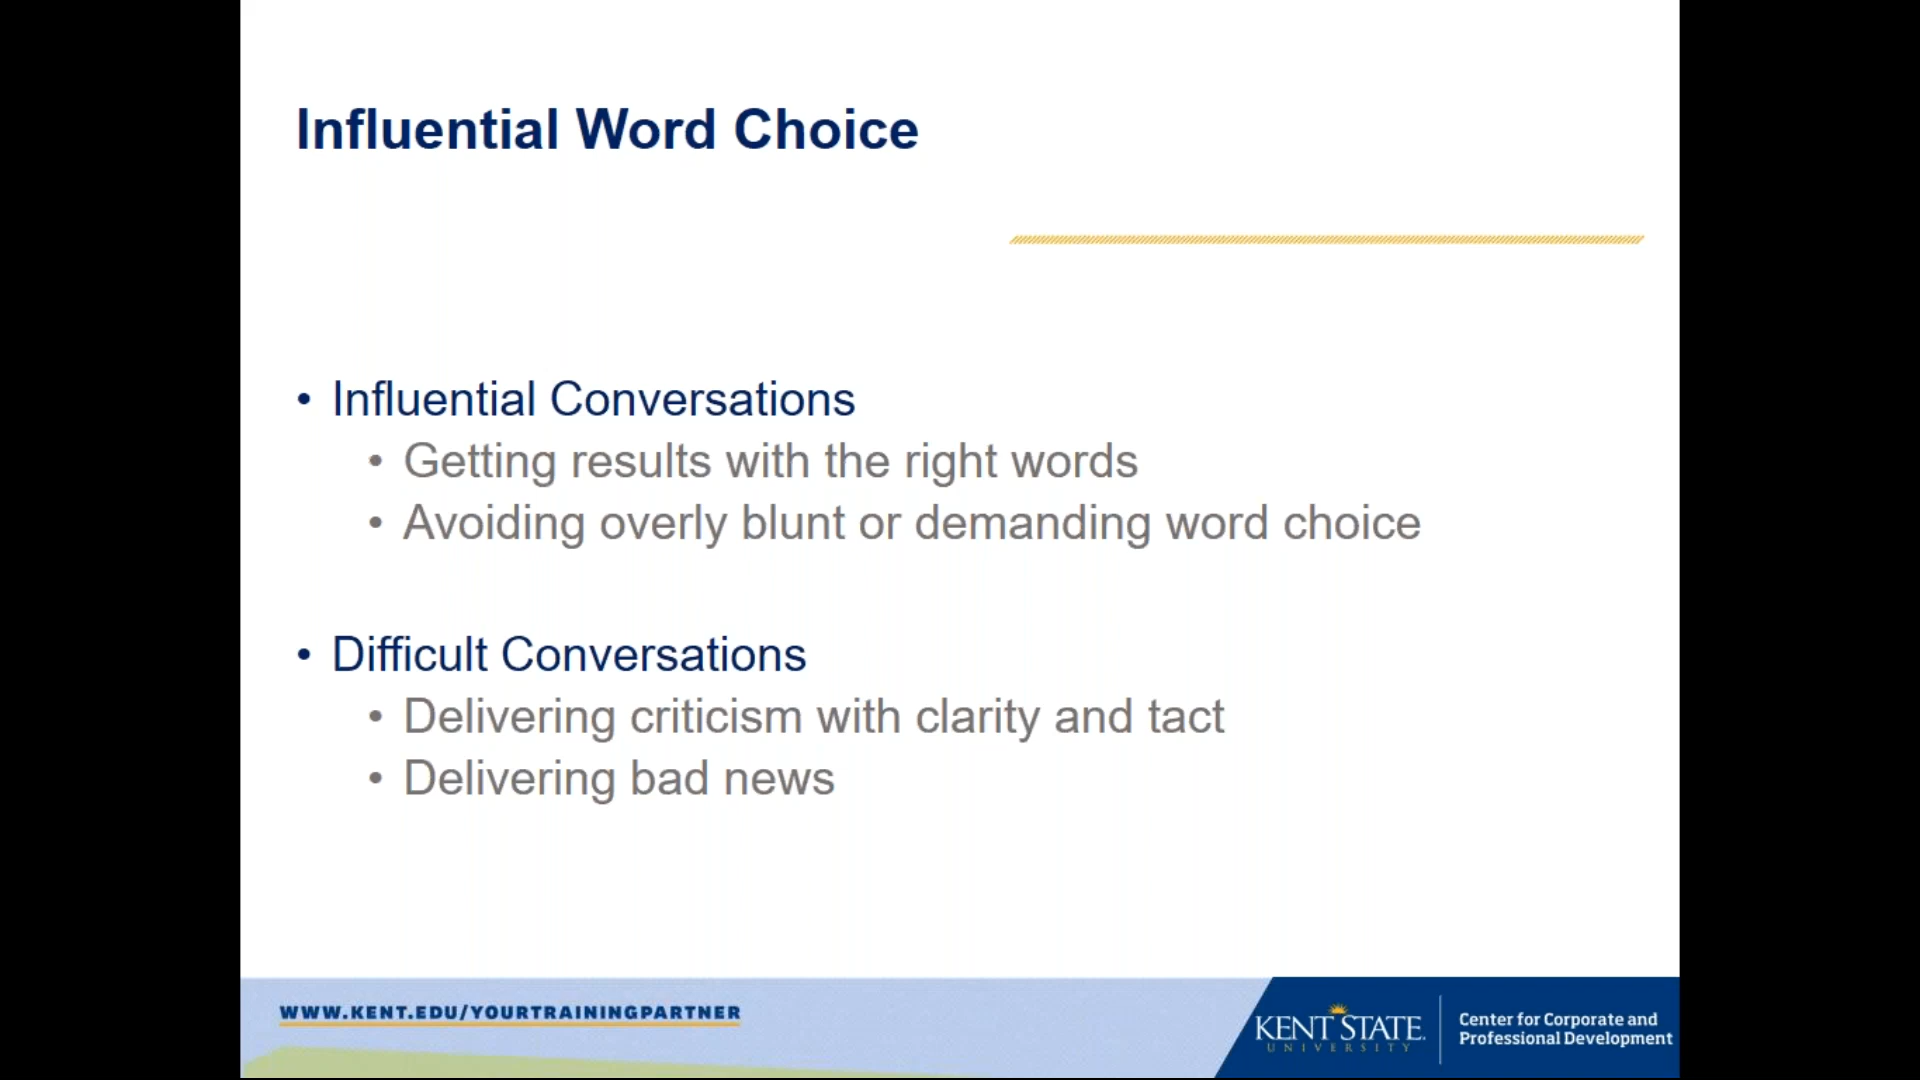 Influential Word Choice
• Influential Conversations
• Getting results with the right words
• Avoiding overly blunt or demanding word choice
• Difficult Conversations
• Delivering criticism with clarity and tact
• Delivering bad news
WWW.KENT.EDU/YOURTRAININGPARTNER
KENT STATE
UNIVERSITY
Center for Corporate and
Professional Development